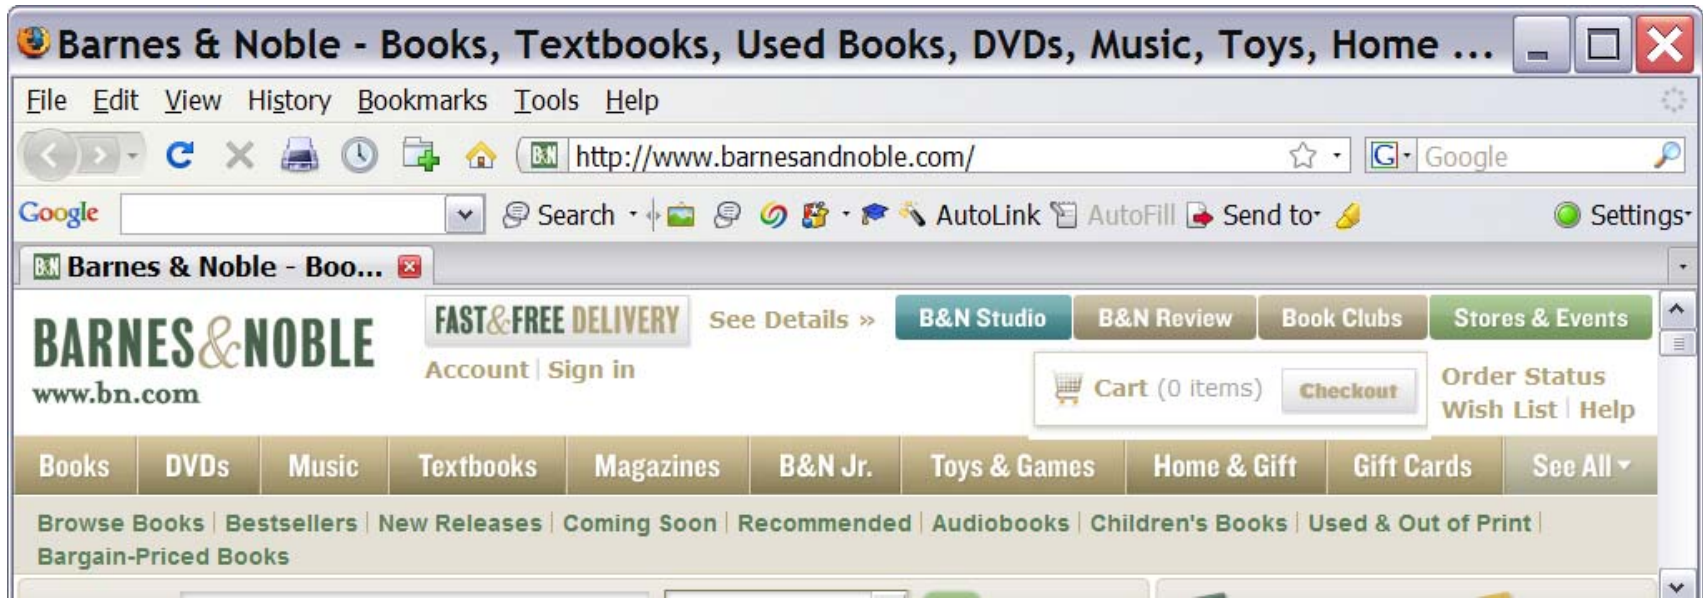 Barnes & Noble - Books, Textbooks, Used Books, DVDs, Music, Toys, Home ...
File Edit View History Bookmarks Tools Help
B&N http://www.barnesandnoble.com/ G Google
Google Search AutoLink AutoFill Send to Settings
B&N Barnes & Noble - Boo...
FAST&FREE DELIVERY See Details » B&N Studio B&N Review Book Clubs Stores & Events
BARNES&NOBLE
www.bn.com
Account | Sign in
Cart (0 items) Checkout
Order Status
Wish List | Help
Books DVDs Music Textbooks Magazines B&N Jr. Toys & Games Home & Gift Gift Cards See All
Browse Books | Bestsellers | New Releases | Coming Soon | Recommended | Audiobooks | Children's Books | Used & Out of Print |
Bargain-Priced Books